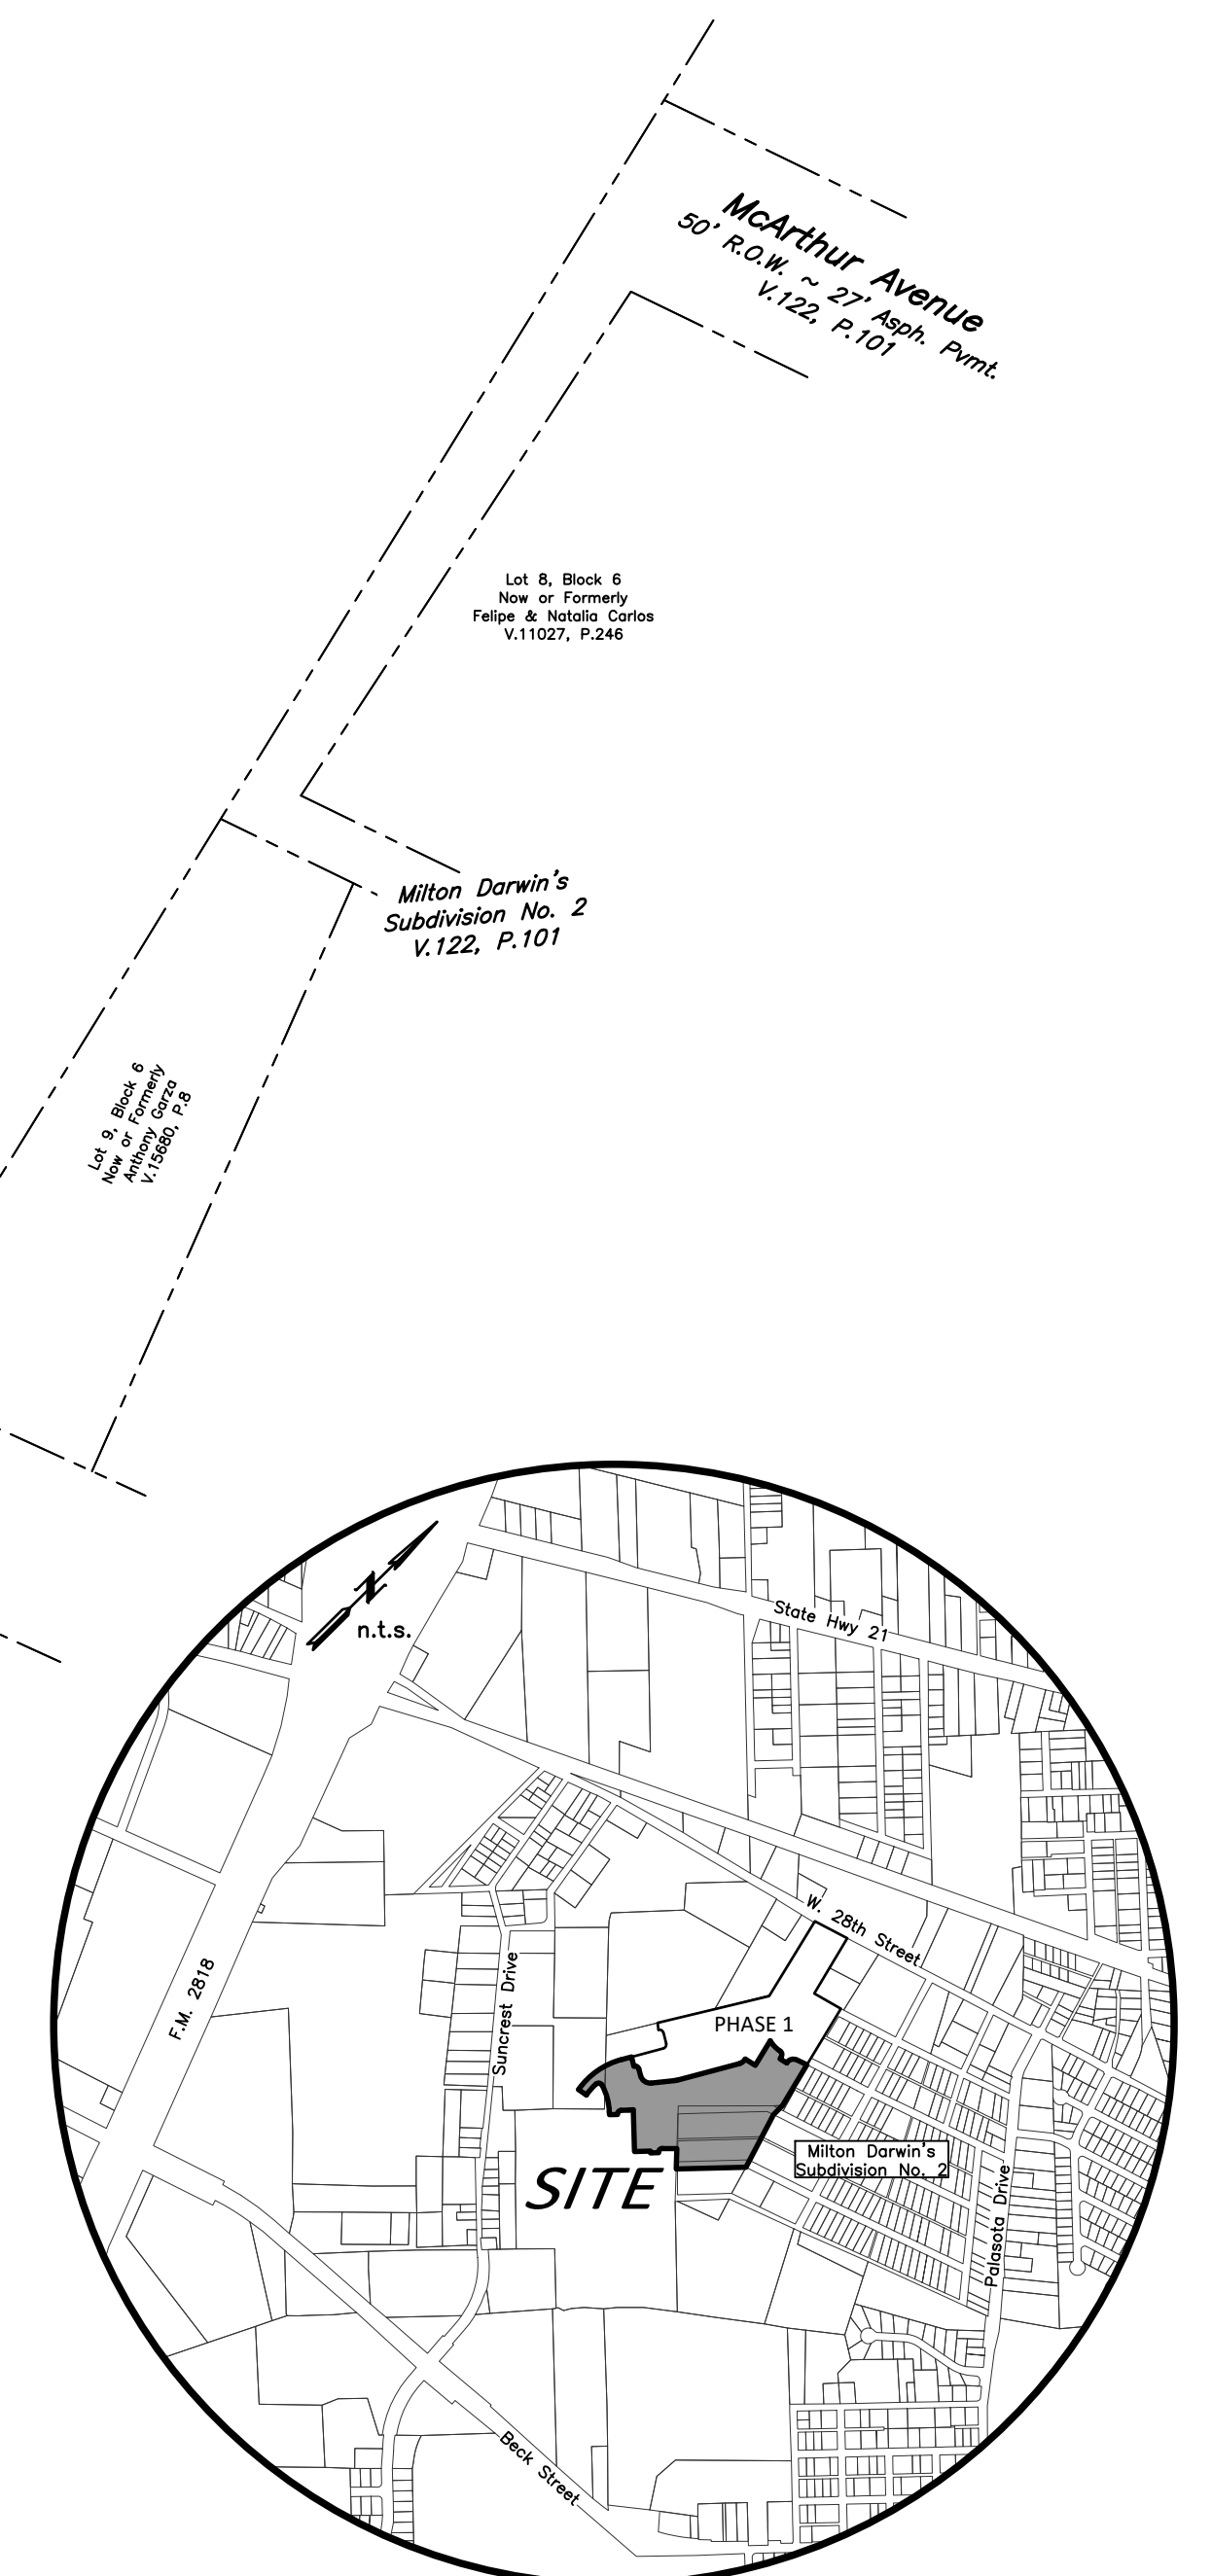 McArthur Avenue
50' R.O.W. ~ 27' Asph. Pvmt.
V.122, P.101
Lot 8, Block 6
Now or Formerly
Felipe & Natalia Carlos
V.11027, P.246
Milton Darwin's
Subdivision No. 2
V.122, P.101
Lot 9, Block 6
Now or Formerly
Anthony Garza
V.15680, P.8
N
n.t.s.
State Hwy 21
W. 28th Street
F.M. 2818
Suncrest Drive
PHASE 1
Milton Darwin's
Subdivision No. 2
SITE
Palasota Drive
Beck Street